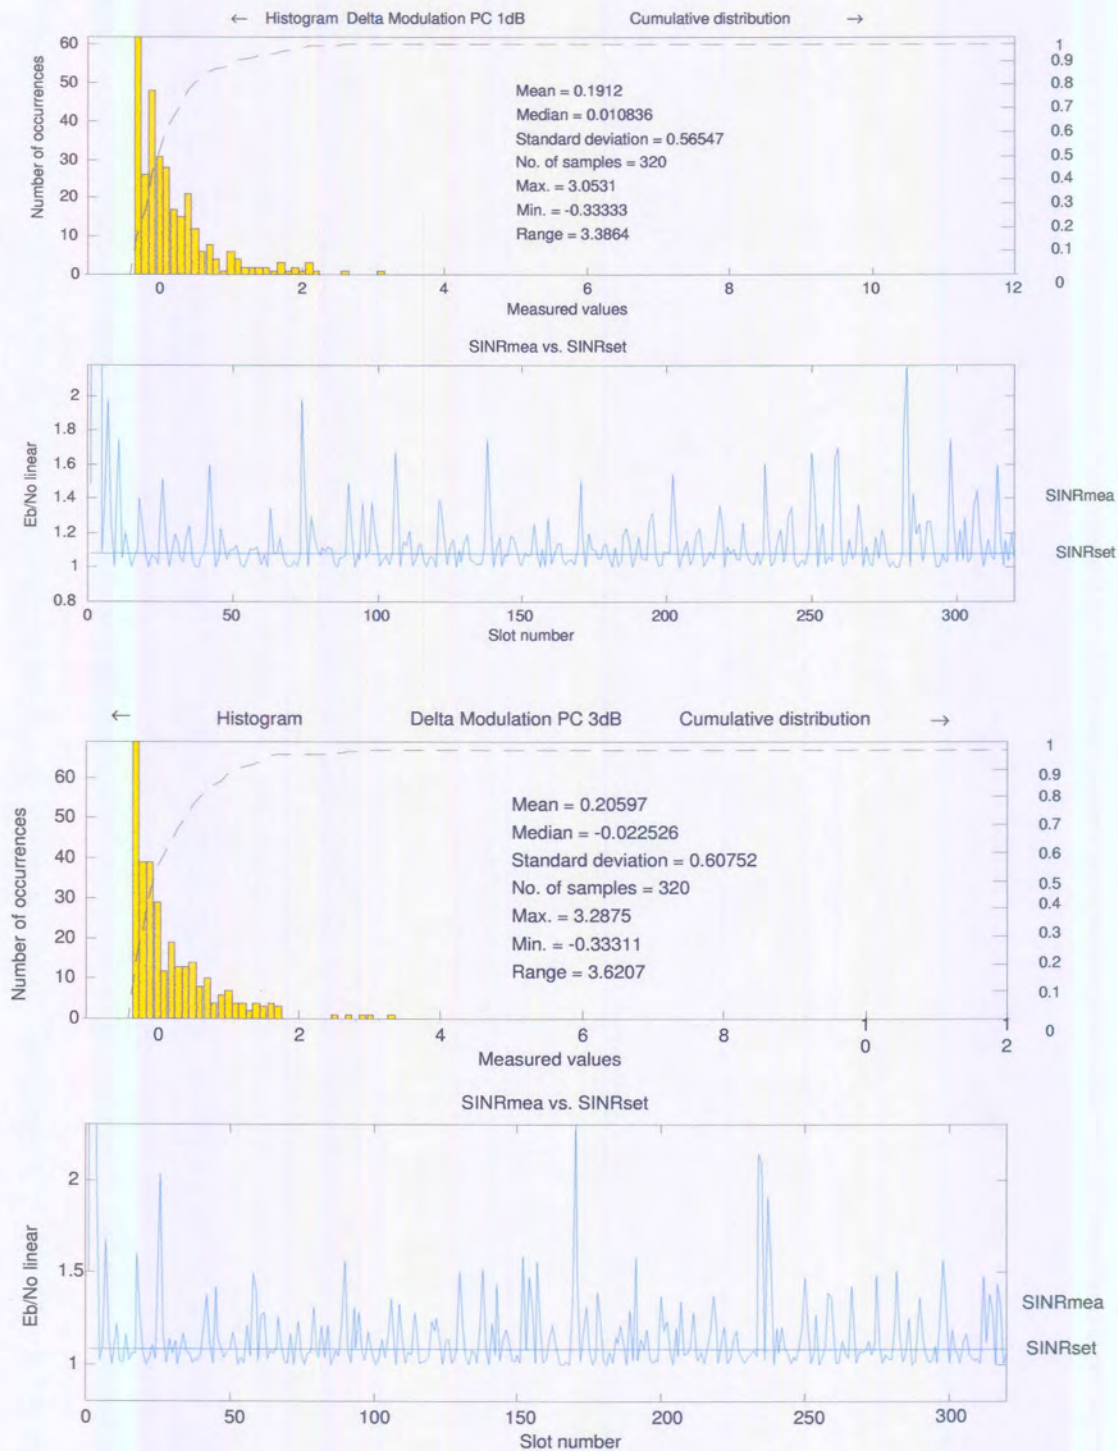 ← Histogram Delta Modulation PC 1dB Cumulative distribution →
Number of occurrences
60
50
40
30
20
10
0
Mean = 0.1912
Median = 0.010836
Standard deviation = 0.56547
No. of samples = 320
Max. = 3.0531
Min. = -0.33333
Range = 3.3864
1
0.9
0.8
0.7
0.6
0.5
0.4
0.3
0.2
0.1
0
0 2 4 6 8 10 12
Measured values
SINRmea vs. SINRset
Eb/No linear
2
1.8
1.6
1.4
1.2
1
0.8
SINRmea
SINRset
0 50 100 150 200 250 300
Slot number
← Histogram Delta Modulation PC 3dB Cumulative distribution →
Number of occurrences
60
50
40
30
20
10
0
Mean = 0.20597
Median = -0.022526
Standard deviation = 0.60752
No. of samples = 320
Max. = 3.2875
Min. = -0.33311
Range = 3.6207
1
0.9
0.8
0.7
0.6
0.5
0.4
0.3
0.2
0.1
0
0 2 4 6 8 10 12
Measured values
SINRmea vs. SINRset
Eb/No linear
2
1.5
1
SINRmea
SINRset
0 50 100 150 200 250 300
Slot number